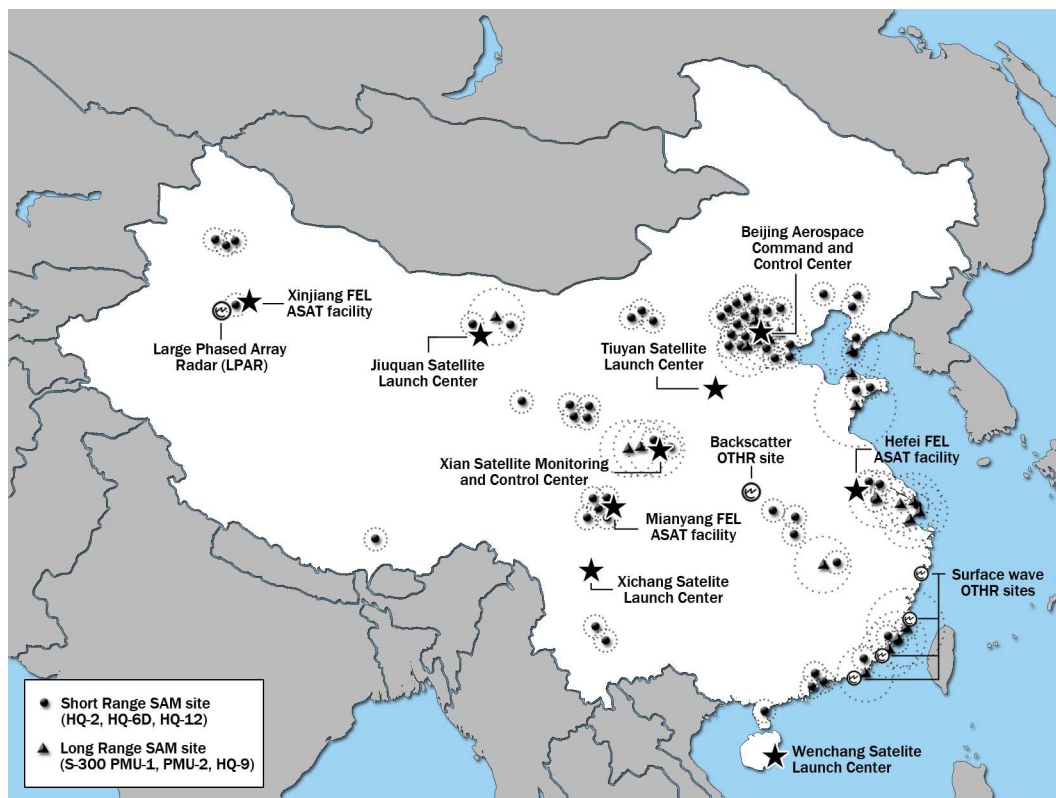 Beijing Aerospace
Command and
Control Center
Xinjiang FEL
ASAT facility
Large Phased Array
Radar (LPAR)
Jiuquan Satellite
Launch Center
Tiuyan Satellite
Launch Center
Backscatter
OTHR site
Hefei FEL
ASAT facility
Xian Satellite Monitoring
and Control Center
Mianyang FEL
ASAT facility
Xichang Satelite
Launch Center
Surface wave
OTHR sites
Short Range SAM site
(HQ-2, HQ-6D, HQ-12)
Long Range SAM site
(S-300 PMU-1, PMU-2, HQ-9)
Wenchang Satelite
Launch Center